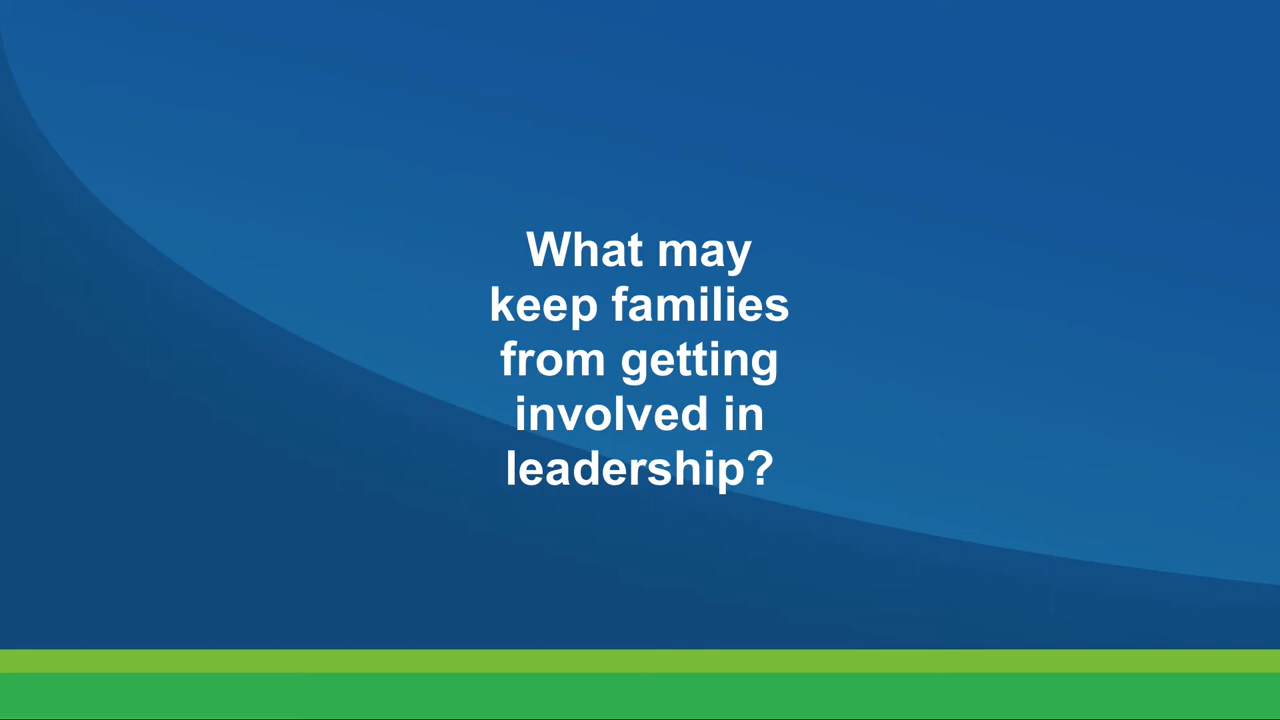 What may
keep families
from getting
involved in
leadership?